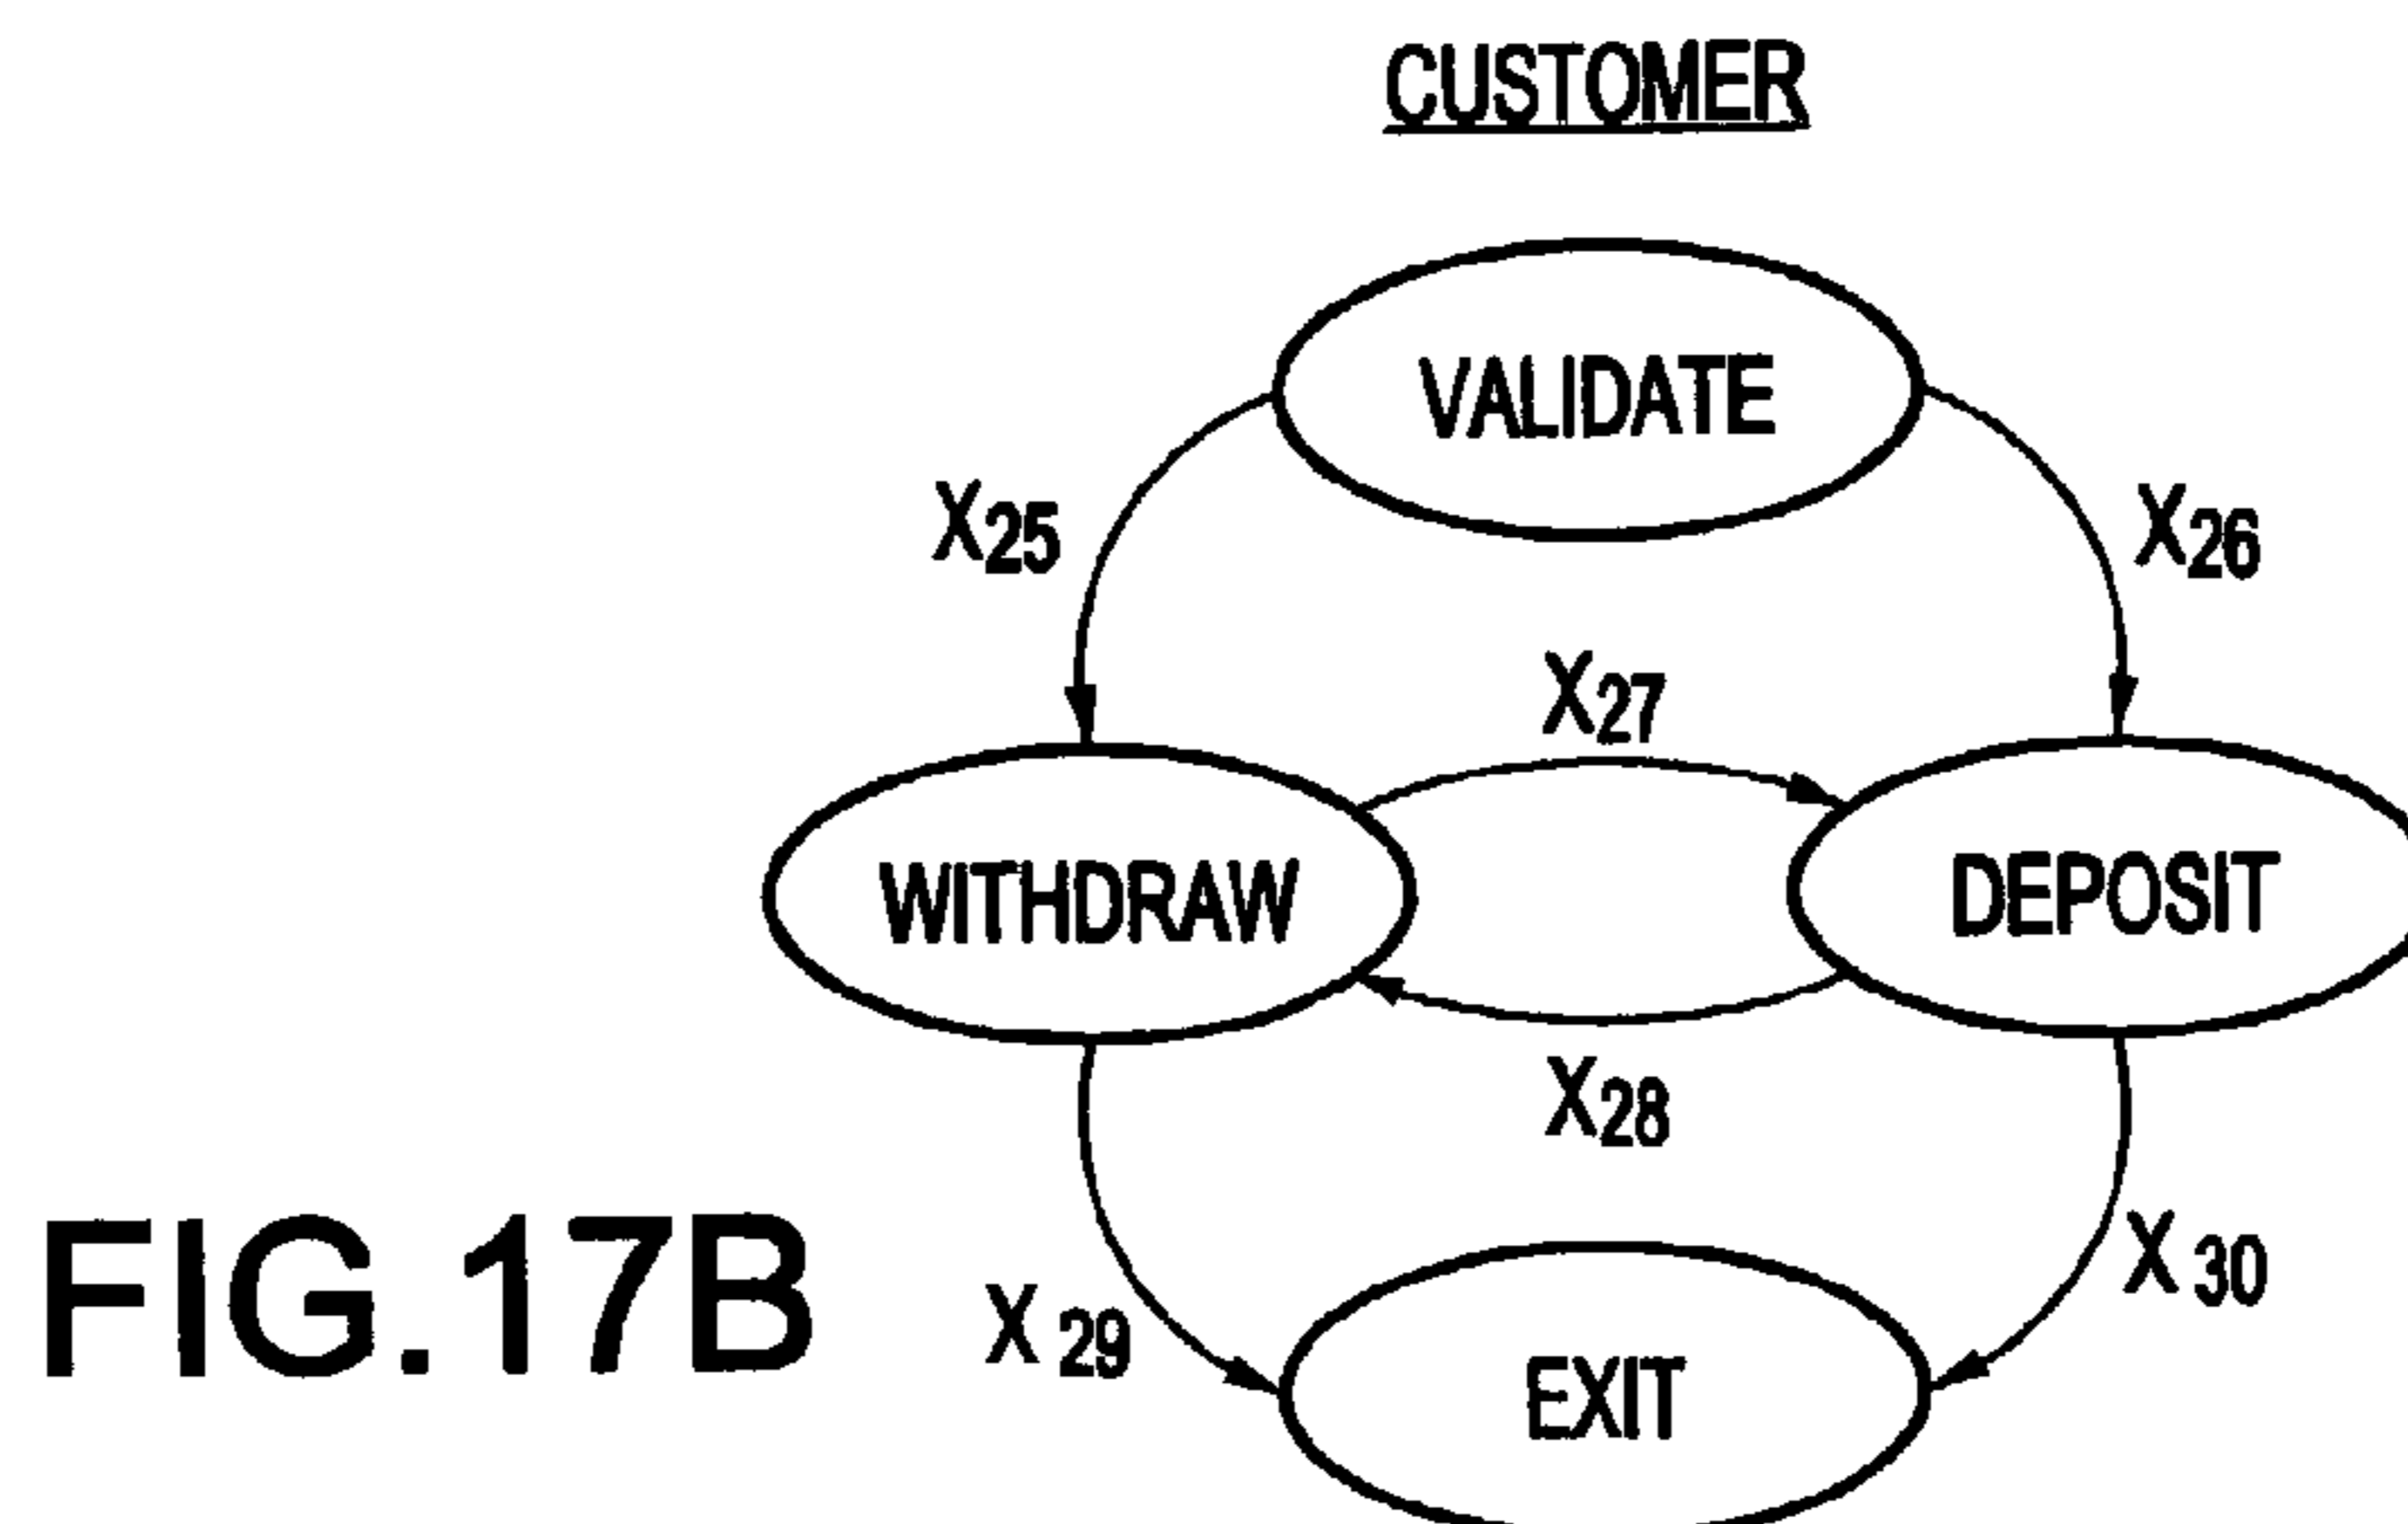 CUSTOMER
VALIDATE
X25
X26
X27
WITHDRAW
DEPOSIT
X28
X29
X30
EXIT
FIG.17B